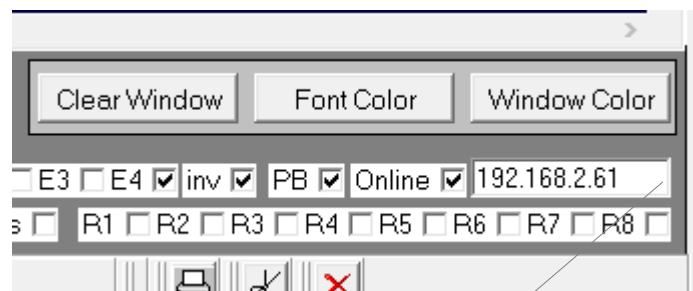 Clear Window Font Color Window Color
E3 E4 inv PB Online 192.168.2.61
s R1 R2 R3 R4 R5 R6 R7 R8